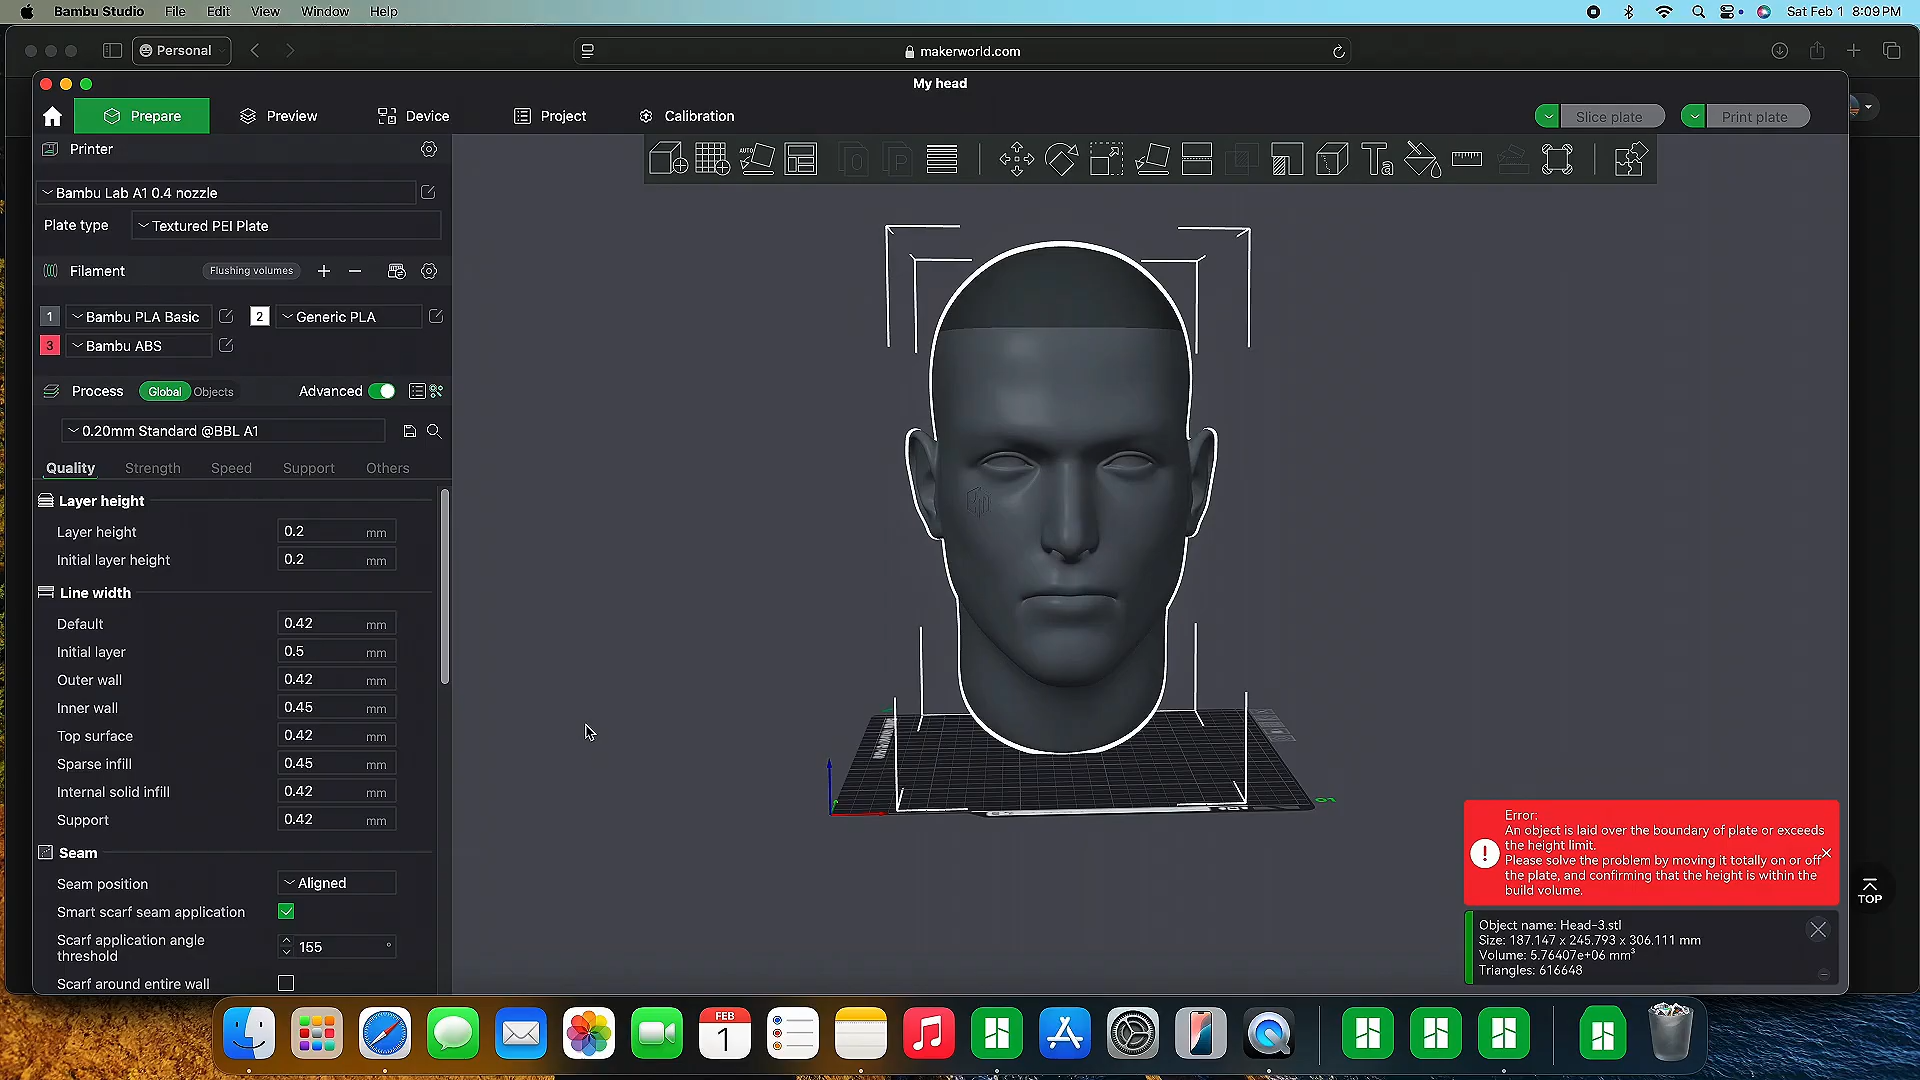 Bambu Studio File Edit View Window Help
Sat Feb 1 8:09 PM
Personal
makerworld.com
My head
Prepare Preview Device Project Calibration
Slice plate Print plate
Printer
Bambu Lab A1 0.4 nozzle
Plate type Textured PEI Plate
Filament Flushing volumes
1 Bambu PLA Basic 2 Generic PLA
3 Bambu ABS
Process Global Objects Advanced
0.20mm Standard @BBL A1
Quality Strength Speed Support Others
Layer height
Layer height 0.2 mm
Initial layer height 0.2 mm
Line width
Default 0.42 mm
Initial layer 0.5 mm
Outer wall 0.42 mm
Inner wall 0.45 mm
Top surface 0.42 mm
Sparse infill 0.45 mm
Internal solid infill 0.42 mm
Support 0.42 mm
Seam
Seam position Aligned
Smart scarf seam application
Scarf application angle
threshold 155 °
Scarf around entire wall
AUTO
O
P
Ta
01
Error:
An object is laid over the boundary of plate or exceeds
the height limit.
Please solve the problem by moving it totally on or off
the plate, and confirming that the height is within the
build volume.
Object name: Head-3.stl
Size: 187.147 x 245.793 x 306.111 mm
Volume: 5.76407e+06 mm³
Triangles: 616648
TOP
FEB
1